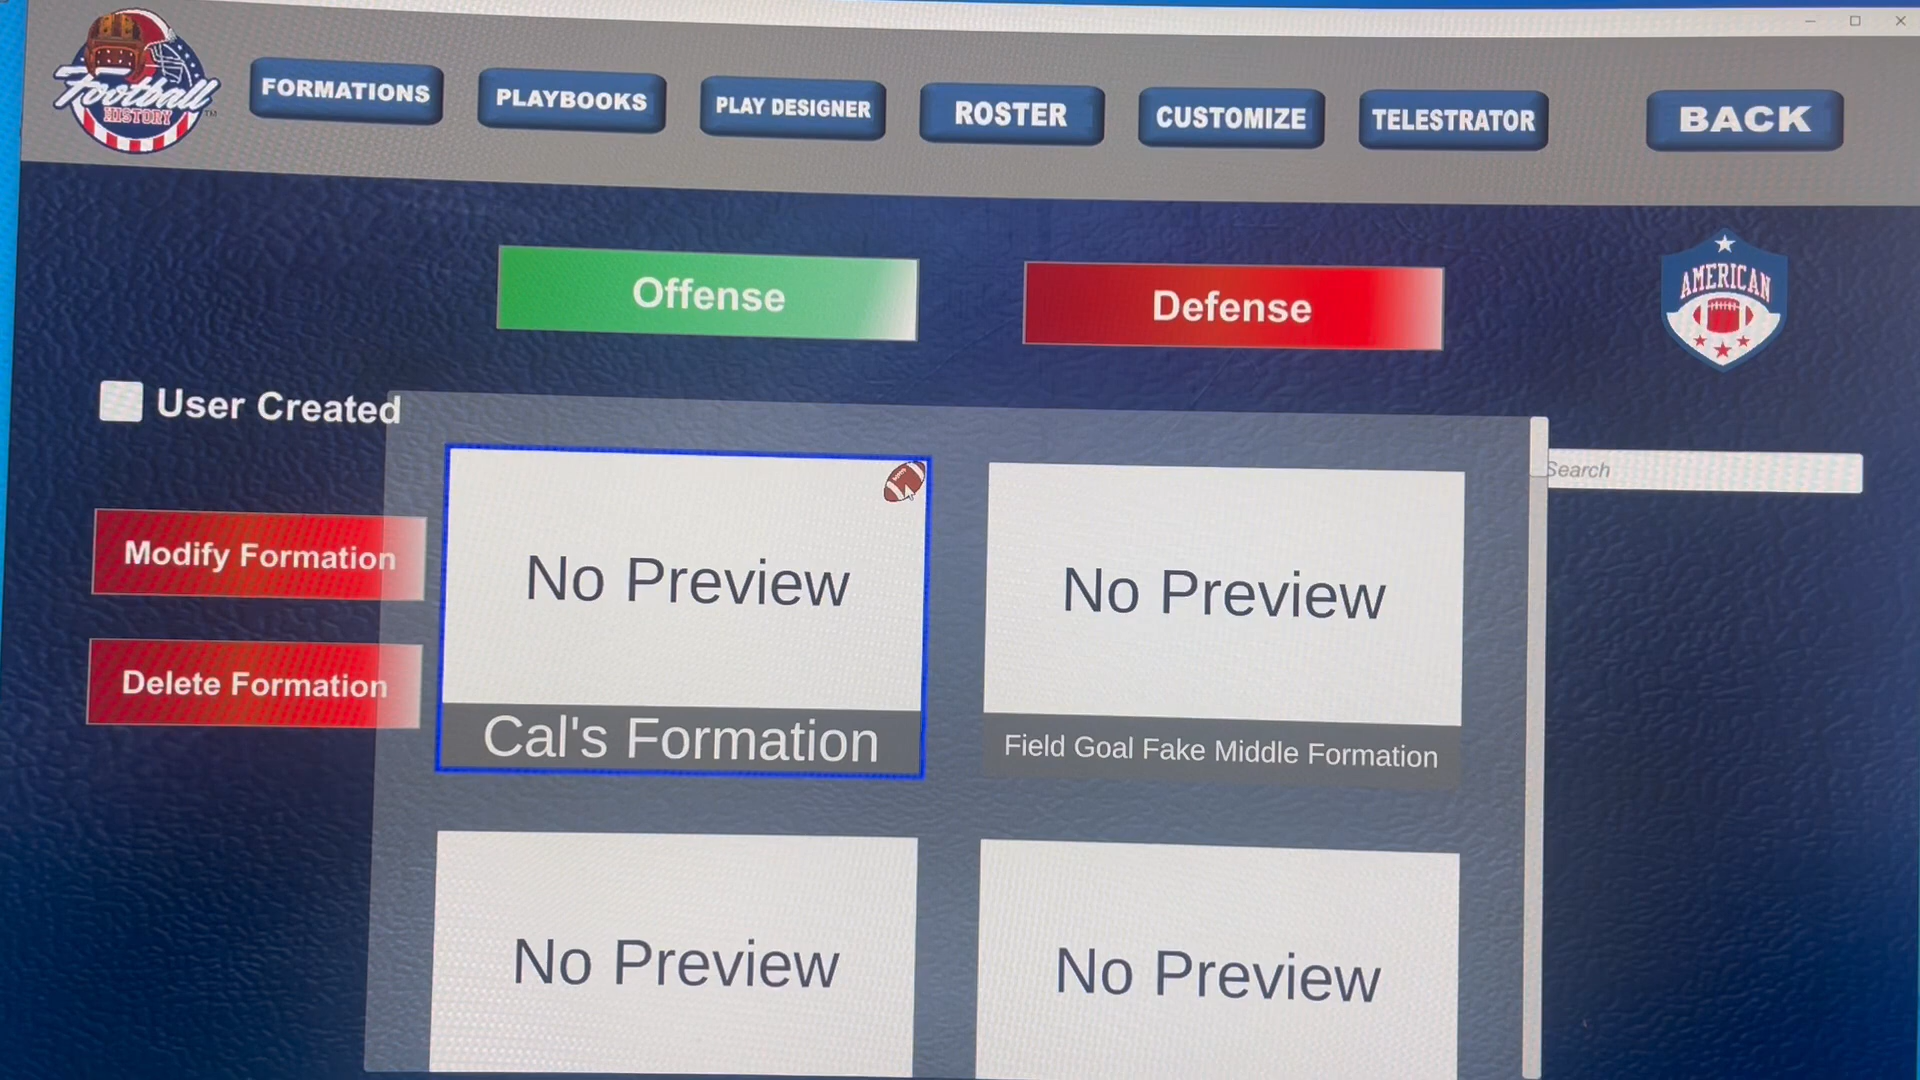 Football
HISTORY
TM
FORMATIONS
PLAYBOOKS
PLAY DESIGNER
ROSTER
CUSTOMIZE
TELESTRATOR
BACK
Offense
Defense
AMERICAN
User Created
Search
Modify Formation
Delete Formation
No Preview
Cal's Formation
No Preview
Field Goal Fake Middle Formation
No Preview
No Preview